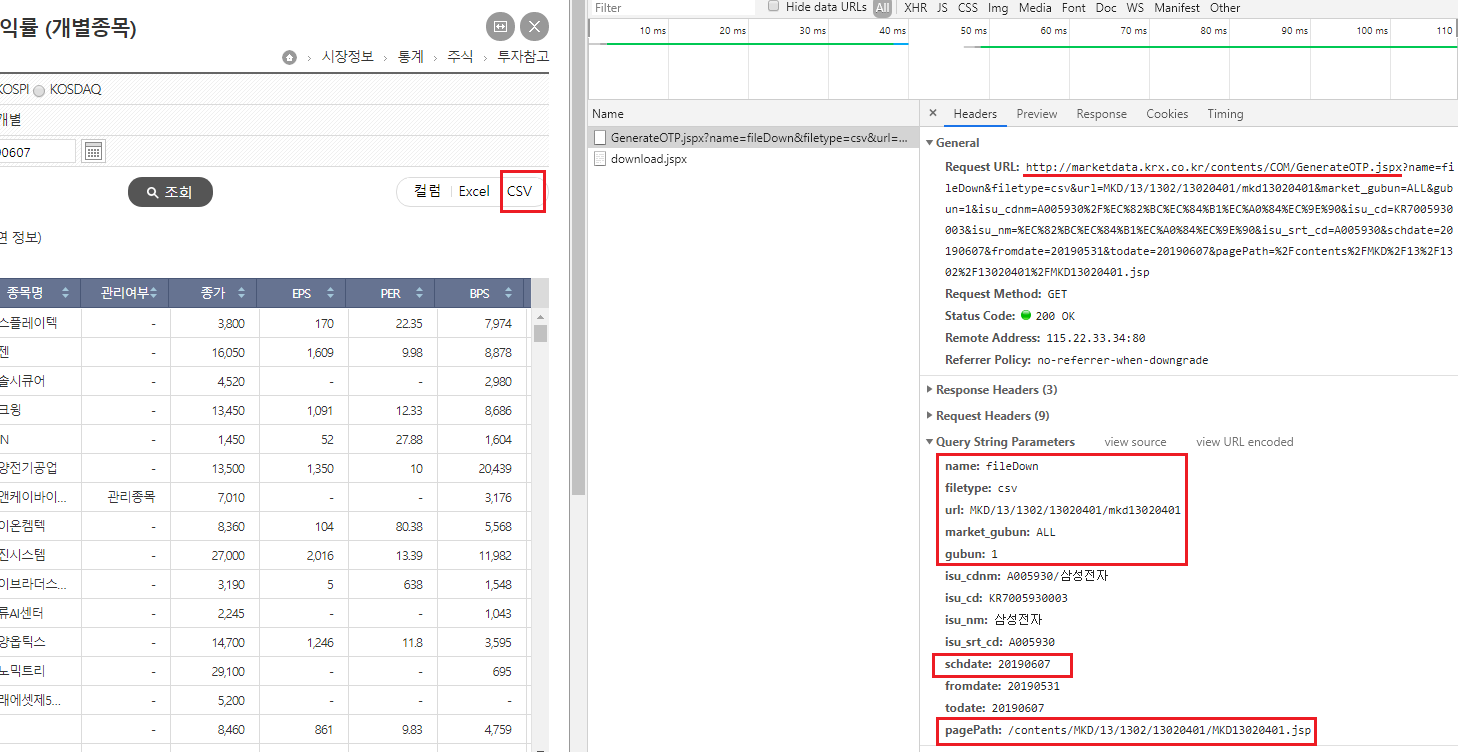 익률 (개별종목)
시장정보 › 통계 › 주식 › 투자참고
KOSPI KOSDAQ
개별
0607
조회
컬럼 Excel CSV
연 정보)
종목명 관리여부 종가 EPS PER BPS
스플레이텍 - 3,800 170 22.35 7,974
젠 - 16,050 1,609 9.98 8,878
솔시큐어 - 4,520 - - 2,980
크윙 - 13,450 1,091 12.33 8,686
N - 1,450 52 27.88 1,604
양전기공업 - 13,500 1,350 10 20,439
앤케이바이... 관리종목 7,010 - - 3,176
이온켐텍 - 8,360 104 80.38 5,568
진시스템 - 27,000 2,016 13.39 11,982
이브라더스... - 3,190 5 638 1,548
류AI센터 - 2,245 - - 1,043
양옵틱스 - 14,700 1,246 11.8 3,595
노믹트리 - 29,100 - - 695
래에셋제5... - 5,200 - -
- 8,460 861 9.83 4,759
Filter Hide data URLs All XHR JS CSS Img Media Font Doc WS Manifest Other
10 ms 20 ms 30 ms 40 ms 50 ms 60 ms 70 ms 80 ms 90 ms 100 ms 110
Name
GenerateOTP.jspx?name=fileDown&filetype=csv&url=...
download.jspx
× Headers Preview Response Cookies Timing
General
Request URL: http://marketdata.krx.co.kr/contents/COM/GenerateOTP.jspx?name=fi
leDown&filetype=csv&url=MKD/13/1302/13020401/mkd13020401&market_gubun=ALL&gub
un=1&isu_cdnm=A005930%2F%EC%82%BC%EC%84%B1%EC%A0%84%EC%9E%90&isu_cd=KR7005930
003&isu_nm=%EC%82%BC%EC%84%B1%EC%A0%84%EC%9E%90&isu_srt_cd=A005930&schdate=20
190607&fromdate=20190531&todate=20190607&pagePath=%2Fcontents%2FMKD%2F13%2F13
02%2F13020401%2FMKD13020401.jsp
Request Method: GET
Status Code: 200 OK
Remote Address: 115.22.33.34:80
Referrer Policy: no-referrer-when-downgrade
Response Headers (3)
Request Headers (9)
Query String Parameters view source view URL encoded
name: fileDown
filetype: csv
url: MKD/13/1302/13020401/mkd13020401
market_gubun: ALL
gubun: 1
isu_cdnm: A005930/삼성전자
isu_cd: KR7005930003
isu_nm: 삼성전자
isu_srt_cd: A005930
schdate: 20190607
fromdate: 20190531
todate: 20190607
pagePath: /contents/MKD/13/1302/13020401/MKD13020401.jsp